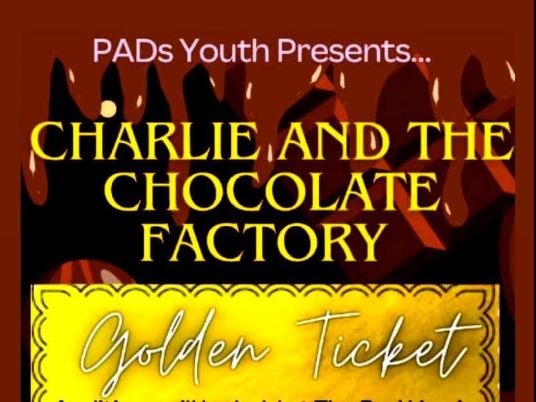 PADs Youth Presents...
CHARLIE AND THE
CHOCOLATE
FACTORY
Golden Ticket